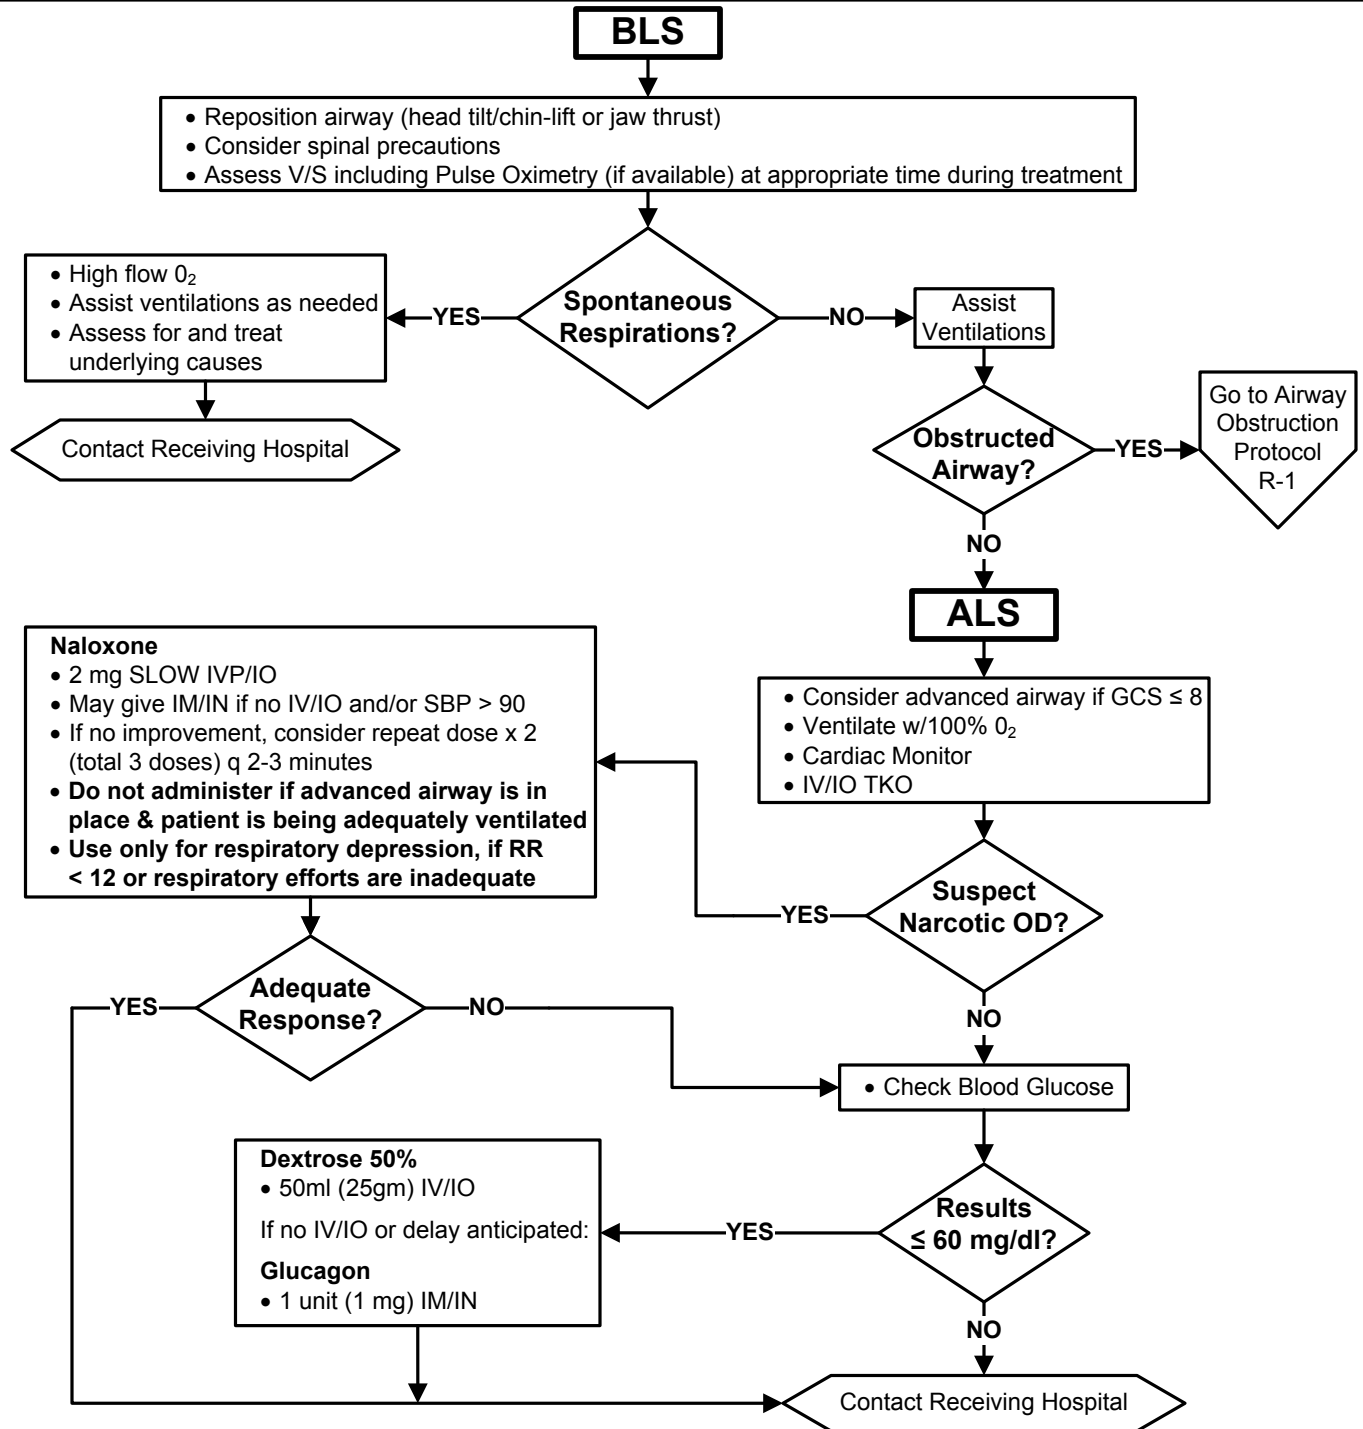 BLS
• Reposition airway (head tilt/chin-lift or jaw thrust)
• Consider spinal precautions
• Assess V/S including Pulse Oximetry (if available) at appropriate time during treatment
Spontaneous
Respirations?
YES
• High flow 0₂
• Assist ventilations as needed
• Assess for and treat
underlying causes
Contact Receiving Hospital
NO
Assist
Ventilations
Obstructed
Airway?
YES
Go to Airway
Obstruction
Protocol
R-1
NO
ALS
• Consider advanced airway if GCS ≤ 8
• Ventilate w/100% 0₂
• Cardiac Monitor
• IV/IO TKO
Suspect
Narcotic OD?
YES
Naloxone
• 2 mg SLOW IVP/IO
• May give IM/IN if no IV/IO and/or SBP > 90
• If no improvement, consider repeat dose x 2
(total 3 doses) q 2-3 minutes
• Do not administer if advanced airway is in
place & patient is being adequately ventilated
• Use only for respiratory depression, if RR
< 12 or respiratory efforts are inadequate
Adequate
Response?
YES
NO
NO
• Check Blood Glucose
Results
≤ 60 mg/dl?
YES
Dextrose 50%
• 50ml (25gm) IV/IO
If no IV/IO or delay anticipated:
Glucagon
• 1 unit (1 mg) IM/IN
NO
Contact Receiving Hospital